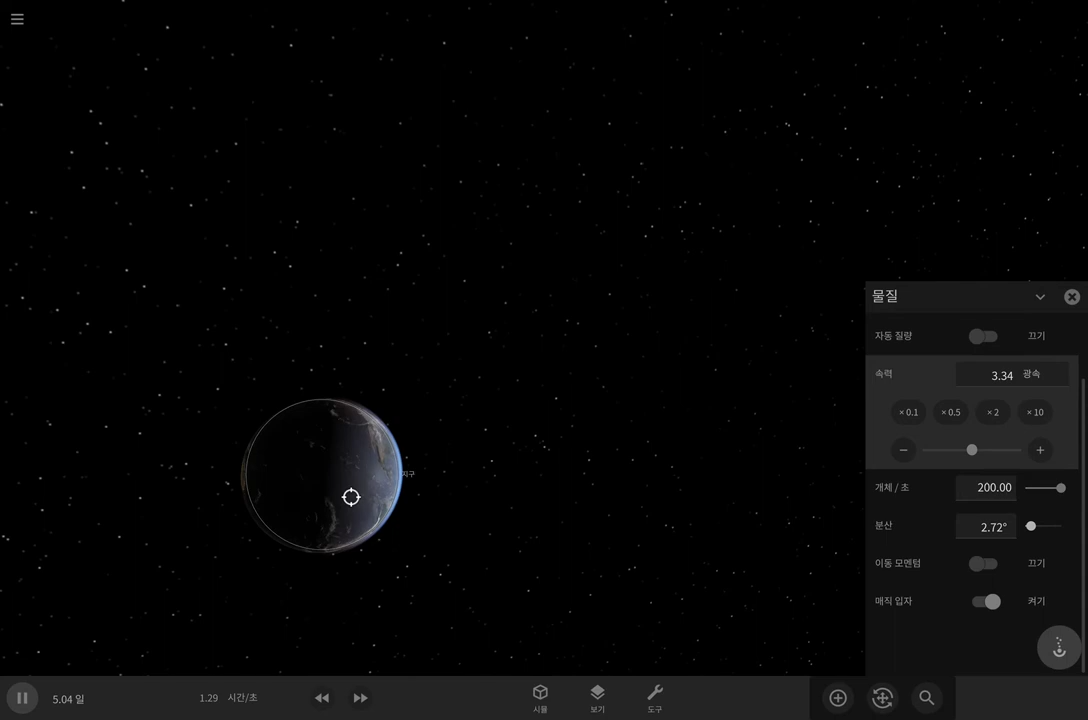 물질
자동 질량 끄기
속력 3.34 광속
× 0.1 × 0.5 × 2 × 10
개체 / 초 200.00
분산 2.72°
이동 모멘텀 끄기
매직 입자 켜기
지구
5.04 일 1.29 시간/초 시뮬 보기 도구